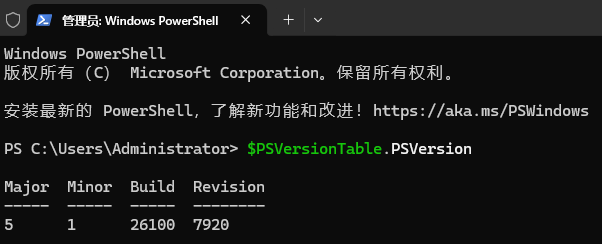 管理员: Windows PowerShell
Windows PowerShell
版权所有（C） Microsoft Corporation。保留所有权利。
安装最新的 PowerShell，了解新功能和改进！https://aka.ms/PSWindows
PS C:\Users\Administrator> $PSVersionTable.PSVersion
Major  Minor  Build  Revision
-----  -----  -----  --------
5      1      26100  7920